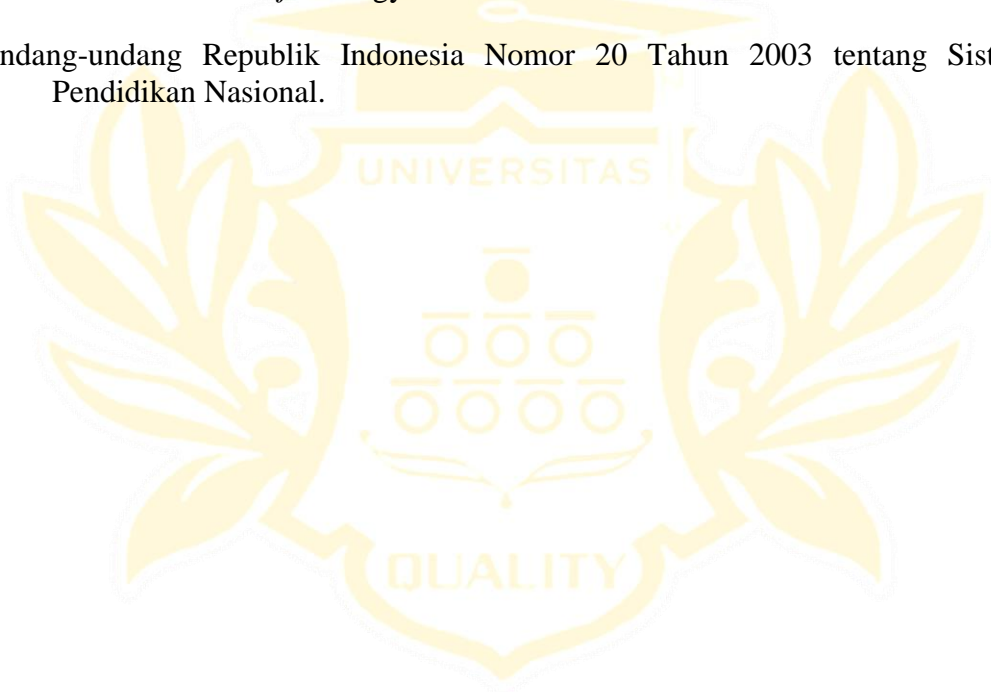 ndang-undang Republik Indonesia Nomor 20 Tahun 2003 tentang Sist
Pendidikan Nasional.
UNIVERSITAS
QUALITY